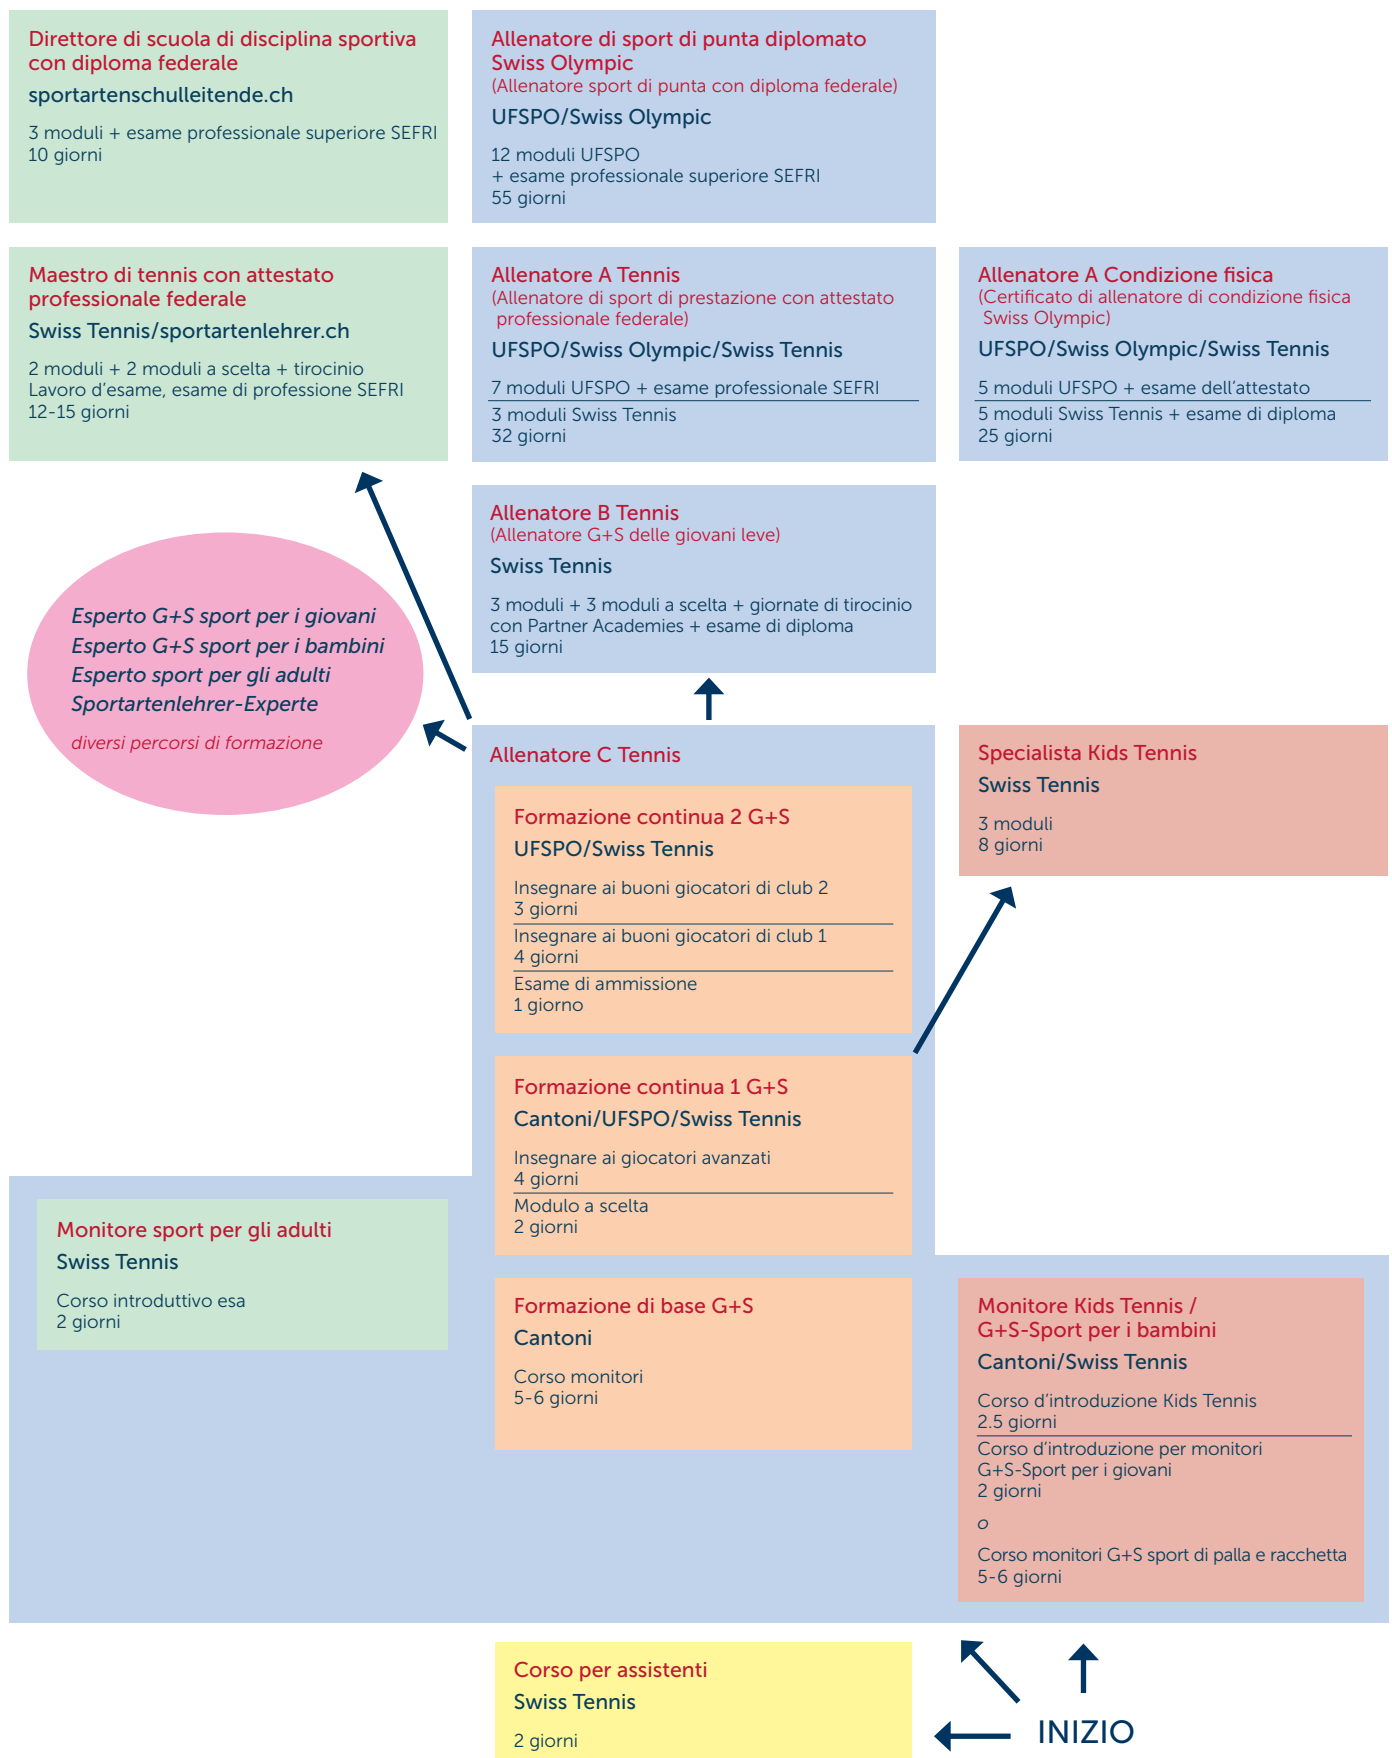 Direttore di scuola di disciplina sportiva
con diploma federale
sportartenschulleitende.ch
3 moduli + esame professionale superiore SEFRI
10 giorni
Allenatore di sport di punta diplomato
Swiss Olympic
(Allenatore sport di punta con diploma federale)
UFSPO/Swiss Olympic
12 moduli UFSPO
+ esame professionale superiore SEFRI
55 giorni
Maestro di tennis con attestato
professionale federale
Swiss Tennis/sportartenlehrer.ch
2 moduli + 2 moduli a scelta + tirocinio
Lavoro d'esame, esame di professione SEFRI
12-15 giorni
Allenatore A Tennis
(Allenatore di sport di prestazione con attestato
professionale federale)
UFSPO/Swiss Olympic/Swiss Tennis
7 moduli UFSPO + esame professionale SEFRI
3 moduli Swiss Tennis
32 giorni
Allenatore A Condizione fisica
(Certificato di allenatore di condizione fisica
Swiss Olympic)
UFSPO/Swiss Olympic/Swiss Tennis
5 moduli UFSPO + esame dell'attestato
5 moduli Swiss Tennis + esame di diploma
25 giorni
Allenatore B Tennis
(Allenatore G+S delle giovani leve)
Swiss Tennis
3 moduli + 3 moduli a scelta + giornate di tirocinio
con Partner Academies + esame di diploma
15 giorni
Esperto G+S sport per i giovani
Esperto G+S sport per i bambini
Esperto sport per gli adulti
Sportartenlehrer-Experte
diversi percorsi di formazione
Allenatore C Tennis
Formazione continua 2 G+S
UFSPO/Swiss Tennis
Insegnare ai buoni giocatori di club 2
3 giorni
Insegnare ai buoni giocatori di club 1
4 giorni
Esame di ammissione
1 giorno
Specialista Kids Tennis
Swiss Tennis
3 moduli
8 giorni
Formazione continua 1 G+S
Cantoni/UFSPO/Swiss Tennis
Insegnare ai giocatori avanzati
4 giorni
Modulo a scelta
2 giorni
Monitore sport per gli adulti
Swiss Tennis
Corso introduttivo esa
2 giorni
Formazione di base G+S
Cantoni
Corso monitori
5-6 giorni
Monitore Kids Tennis /
G+S-Sport per i bambini
Cantoni/Swiss Tennis
Corso d'introduzione Kids Tennis
2.5 giorni
Corso d'introduzione per monitori
G+S-Sport per i giovani
2 giorni
o
Corso monitori G+S sport di palla e racchetta
5-6 giorni
Corso per assistenti
Swiss Tennis
2 giorni
INIZIO